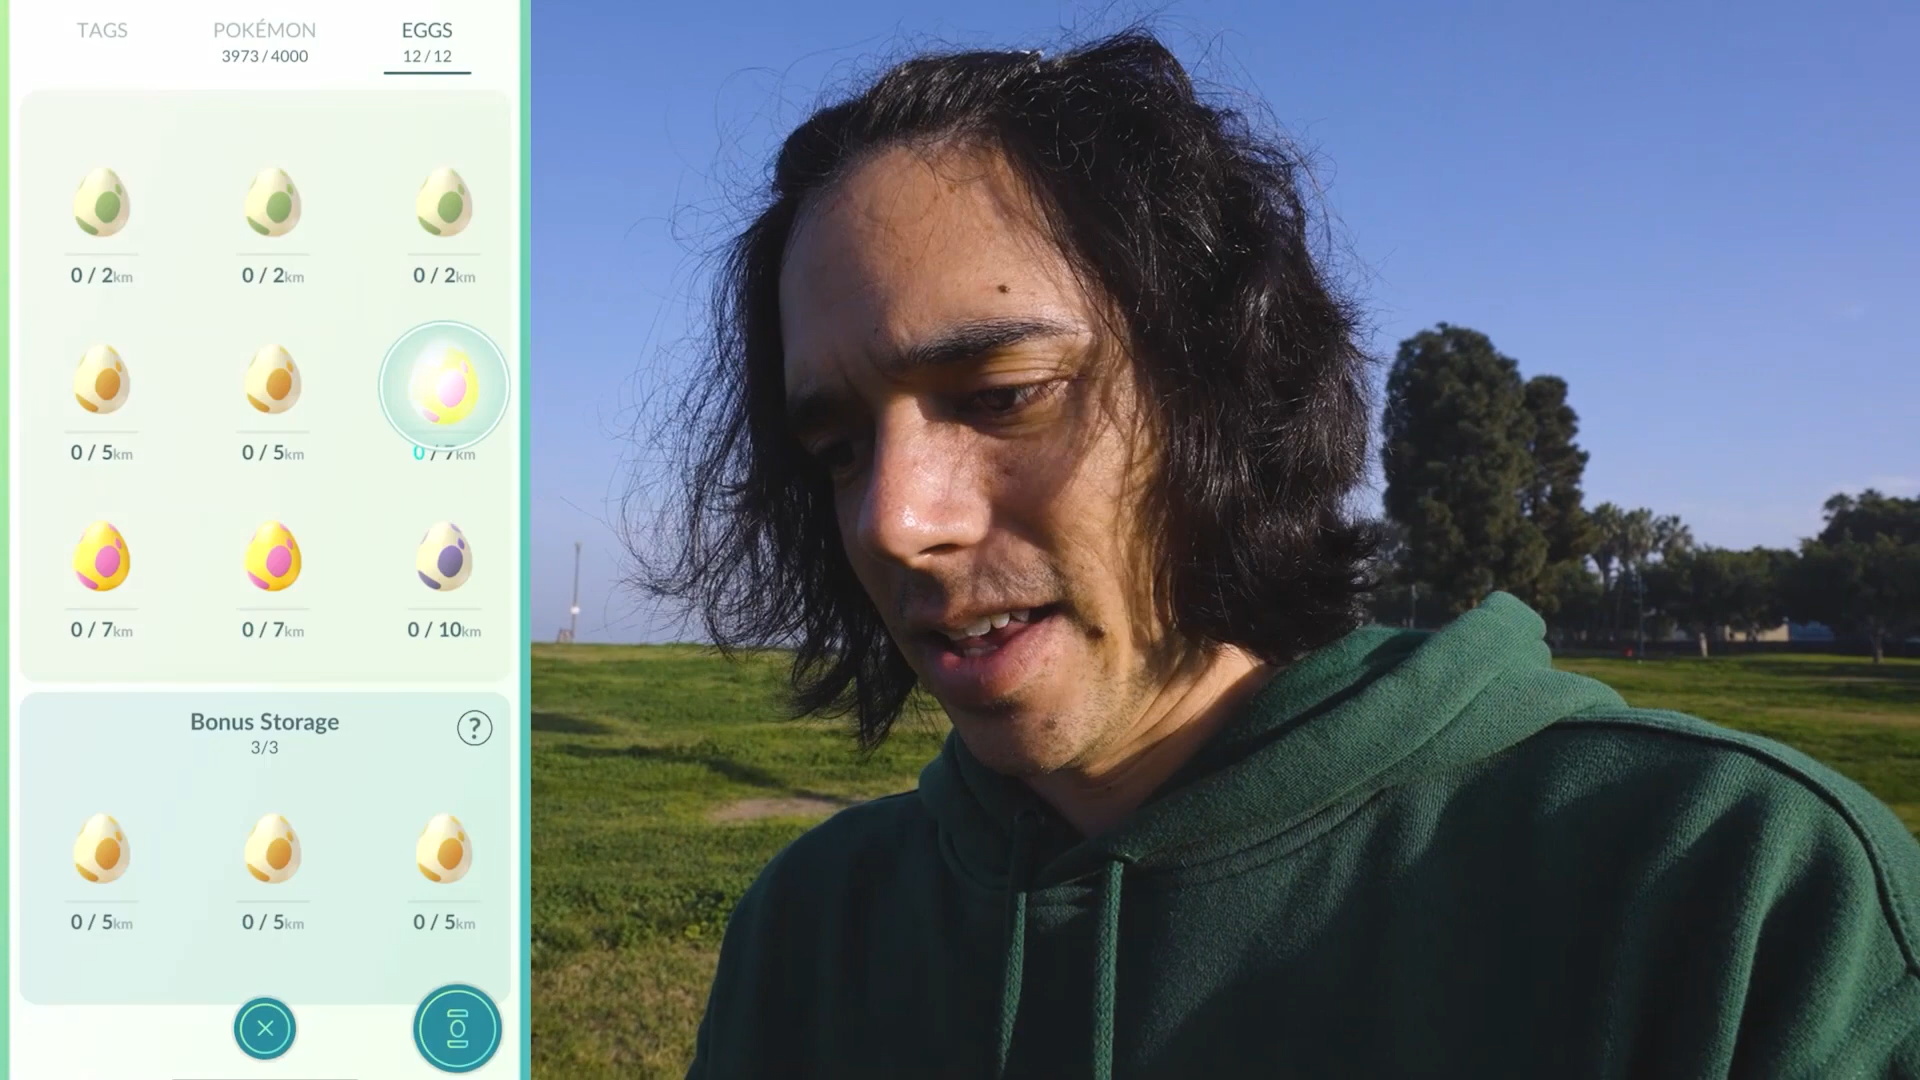 TAGS POKÉMON EGGS
3973 / 4000 12 / 12
0 / 2km 0 / 2km 0 / 2km
0 / 5km 0 / 5km 0 / 7km
0 / 7km 0 / 7km 0 / 10km
Bonus Storage
?
3/3
0 / 5km 0 / 5km 0 / 5km